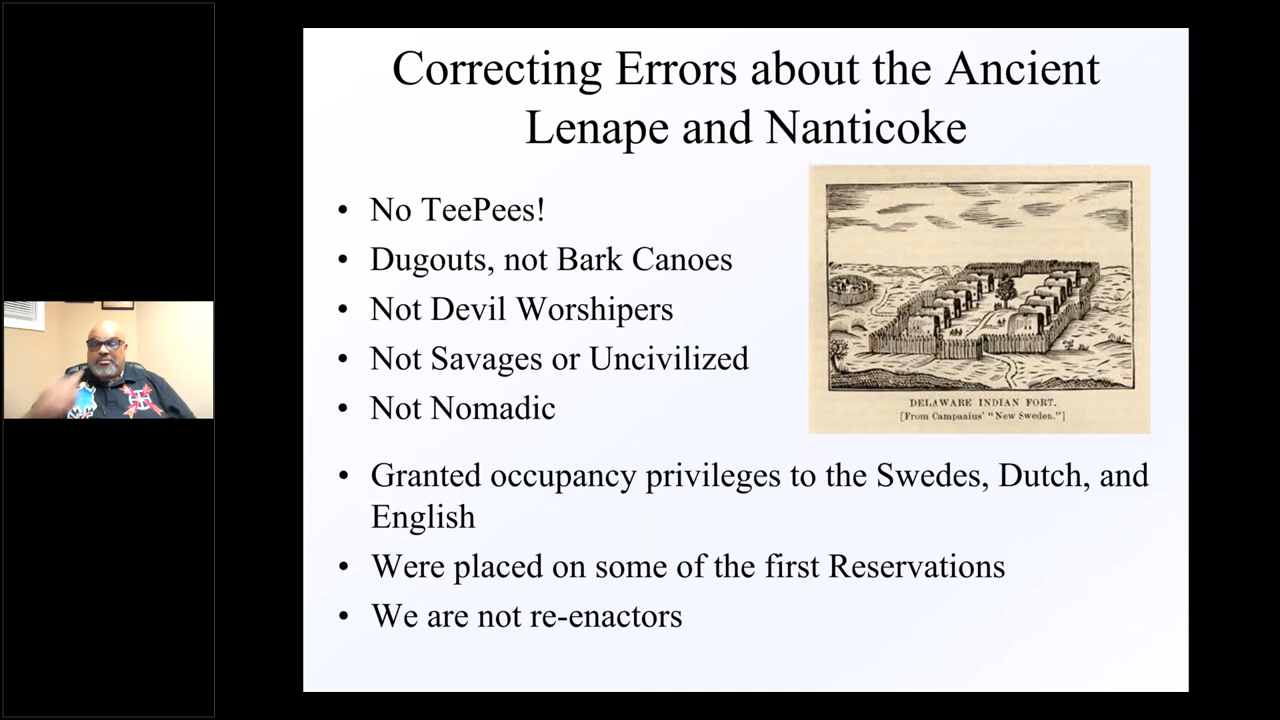 Correcting Errors about the Ancient
Lenape and Nanticoke
• No TeePees!
• Dugouts, not Bark Canoes
• Not Devil Worshipers
• Not Savages or Uncivilized
• Not Nomadic
DELAWARE INDIAN FORT.
[From Campanius' "New Sweden."]
• Granted occupancy privileges to the Swedes, Dutch, and
English
• Were placed on some of the first Reservations
• We are not re-enactors